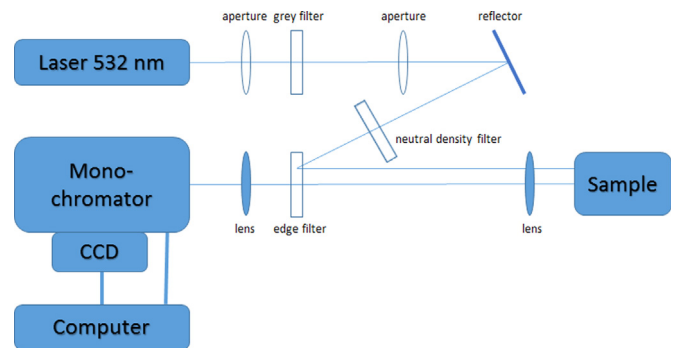 aperture grey filter aperture reflector
Laser 532 nm
neutral density filter
Mono-
chromator
Sample
lens edge filter lens
CCD
Computer